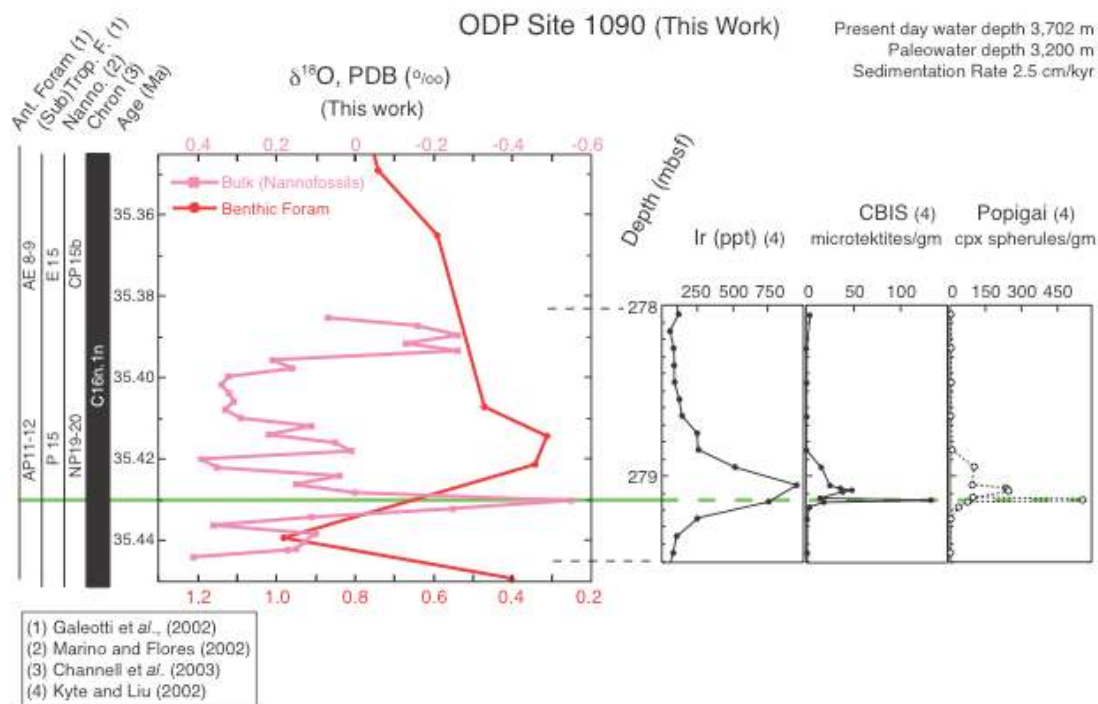 ODP Site 1090 (This Work)
Present day water depth 3,702 m
Paleowater depth 3,200 m
Sedimentation Rate 2.5 cm/kyr
Ant. Foram (1)
(Sub)Trop. F. (1)
Nanno. (2)
Chron (3)
Age (Ma)
δ¹⁸O, PDB (º/₀₀)
(This work)
0.4 0.2 0 -0.2 -0.4 -0.6
Bulk (Nannofossils)
Benthic Foram
35.36
35.38
35.40
35.42
35.44
AE 8-9
E 15
CP15b
C16n.1n
AP11-12
P 15
NP19-20
1.2 1.0 0.8 0.6 0.4 0.2
Depth (mbsf)
278
279
Ir (ppt) (4)
250 500 750
CBIS (4)
microtektites/gm
0 50 100
Popigai (4)
cpx spherules/gm
0 100 300 450
(1) Galeotti et al., (2002)
(2) Marino and Flores (2002)
(3) Channell et al. (2003)
(4) Kyte and Liu (2002)